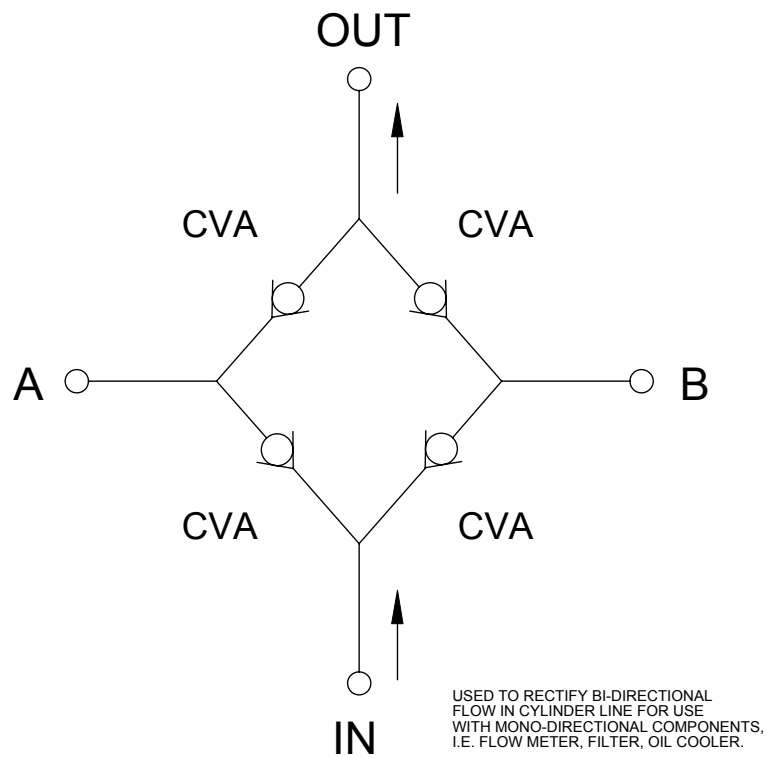 OUT
CVA CVA
A B
CVA CVA
IN
USED TO RECTIFY BI-DIRECTIONAL
FLOW IN CYLINDER LINE FOR USE
WITH MONO-DIRECTIONAL COMPONENTS,
I.E. FLOW METER, FILTER, OIL COOLER.